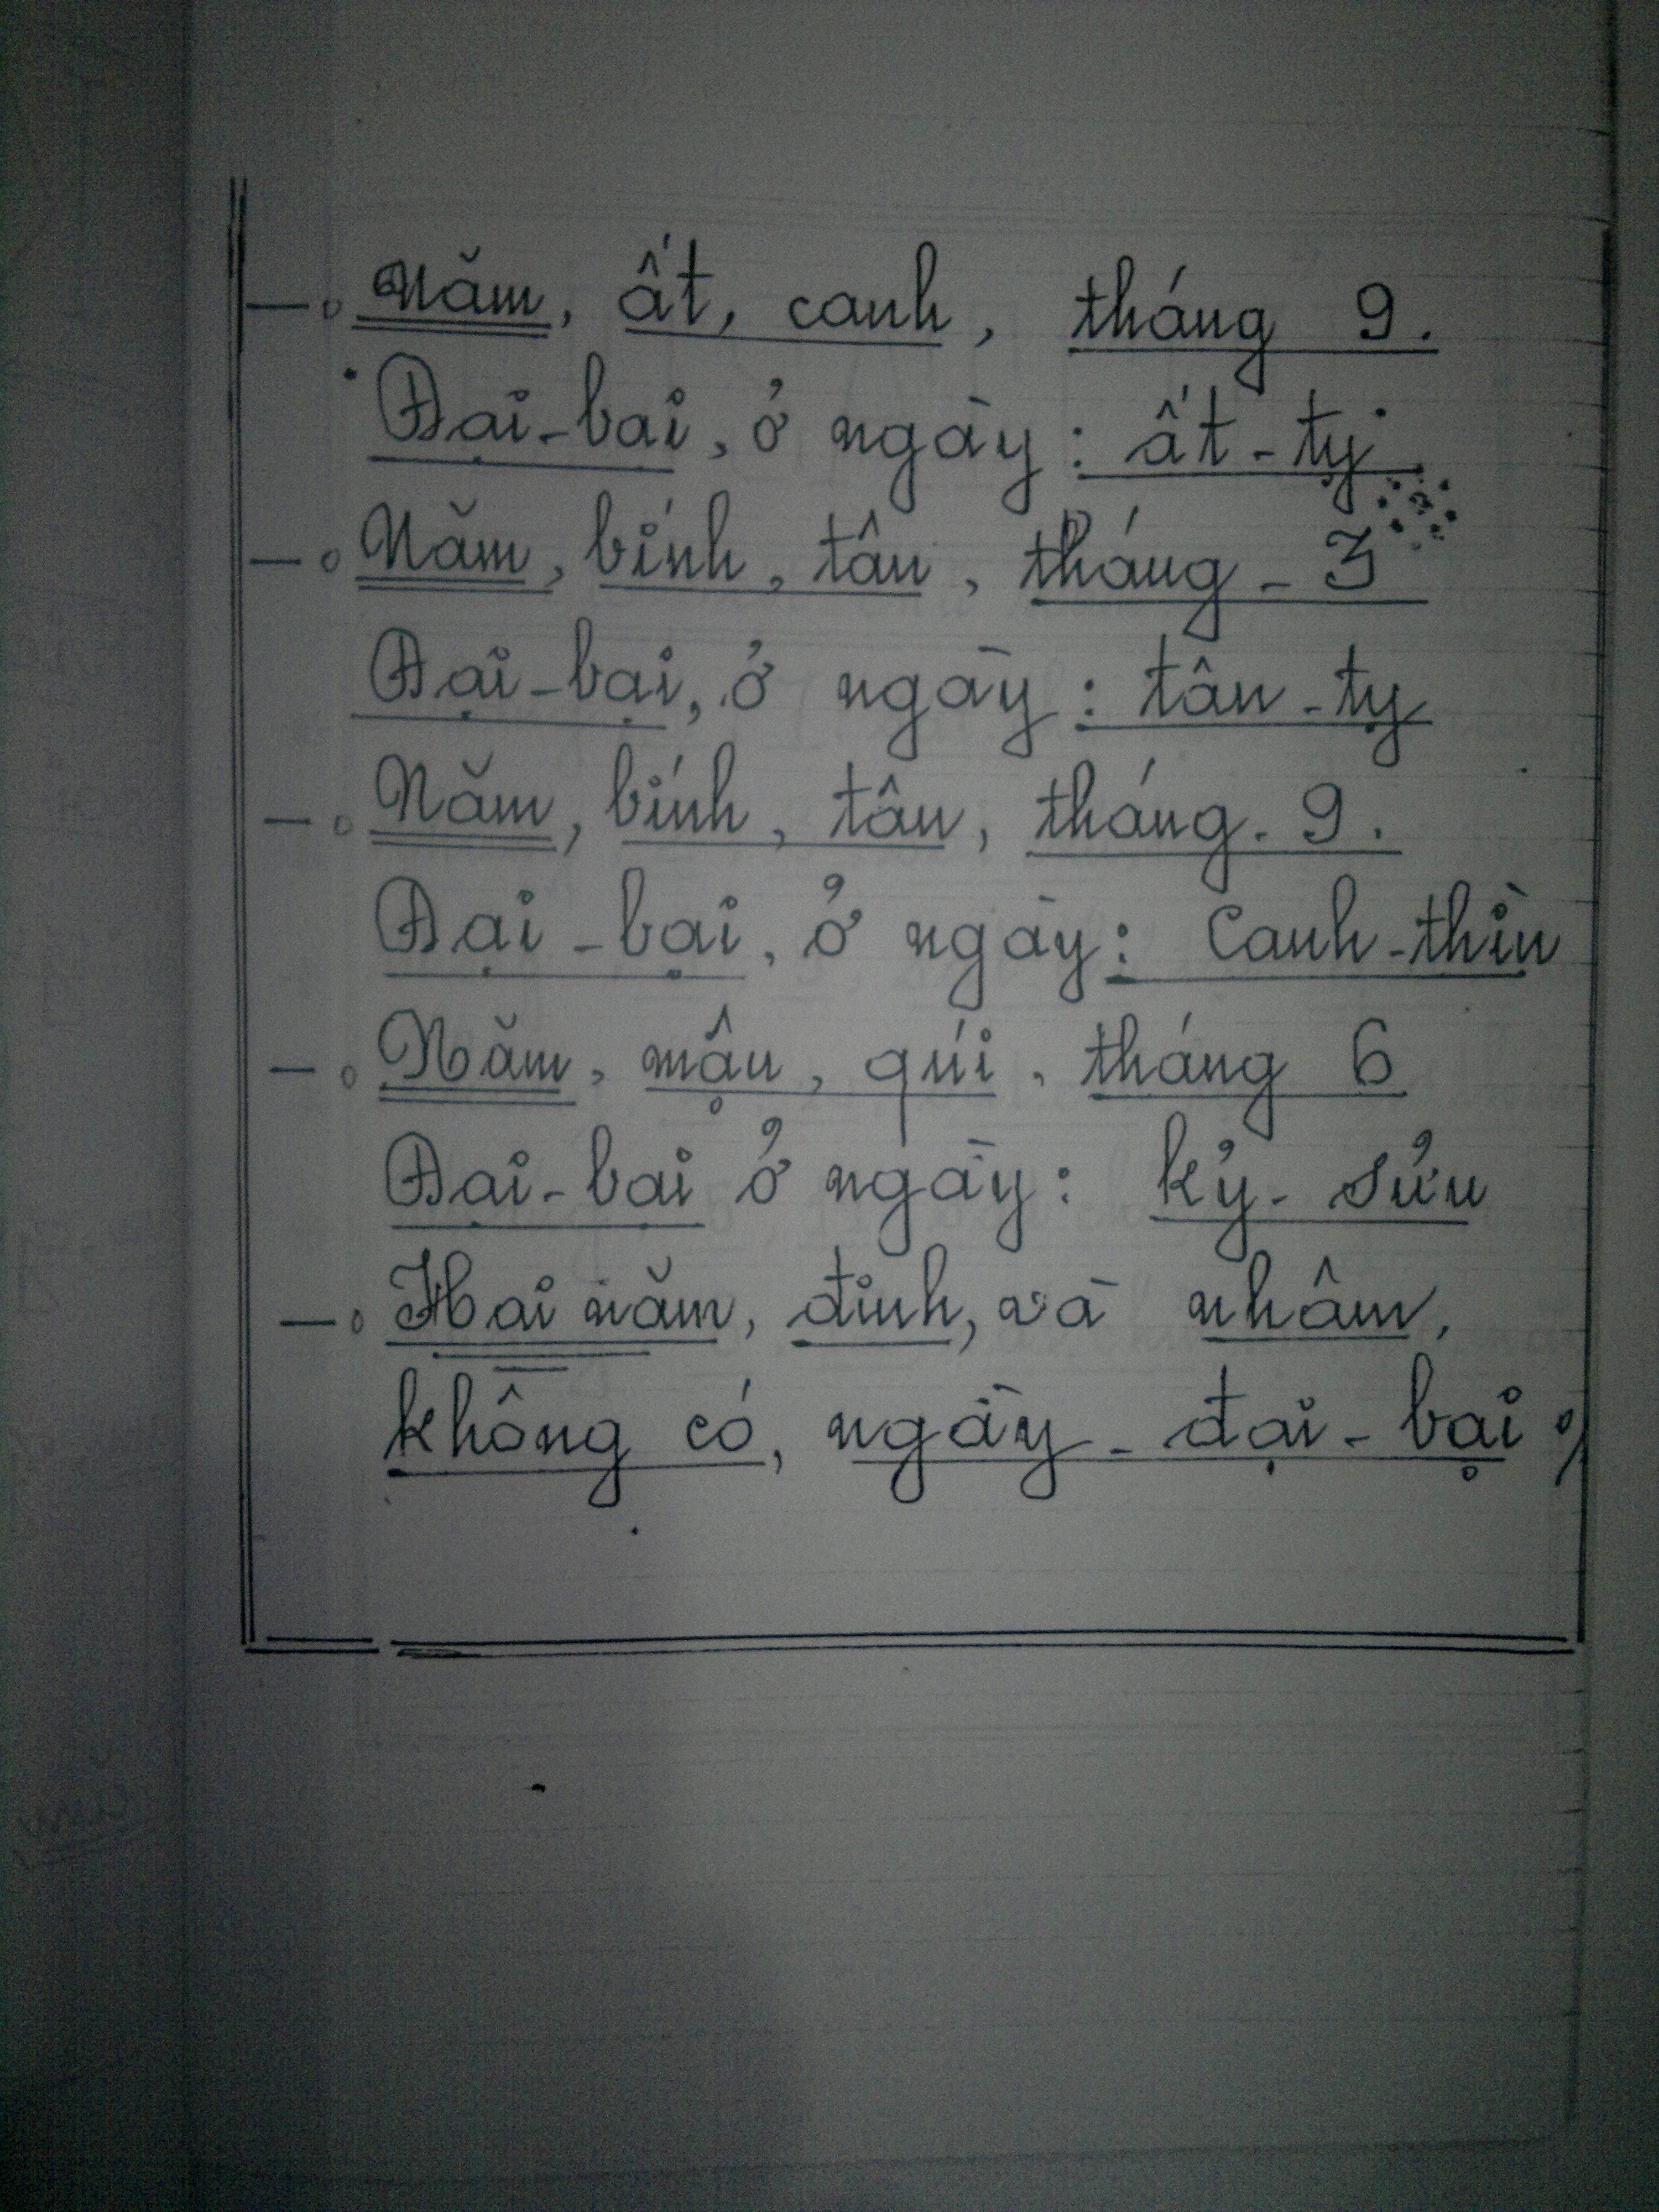 Năm, ất, canh, tháng 9.
Đại-bại, ở ngày: ất-tỵ
Năm, bính, tân, tháng-3
Đại-bại, ở ngày: tân-tỵ
Năm, bính, tân, tháng. 9.
Đại-bại, ở ngày: Canh-thìn
Năm, mậu, qúi, tháng 6
Đại-bại ở ngày: kỷ-sửu
Hai năm, đinh, và nhâm,
không có, ngày-đại-bại